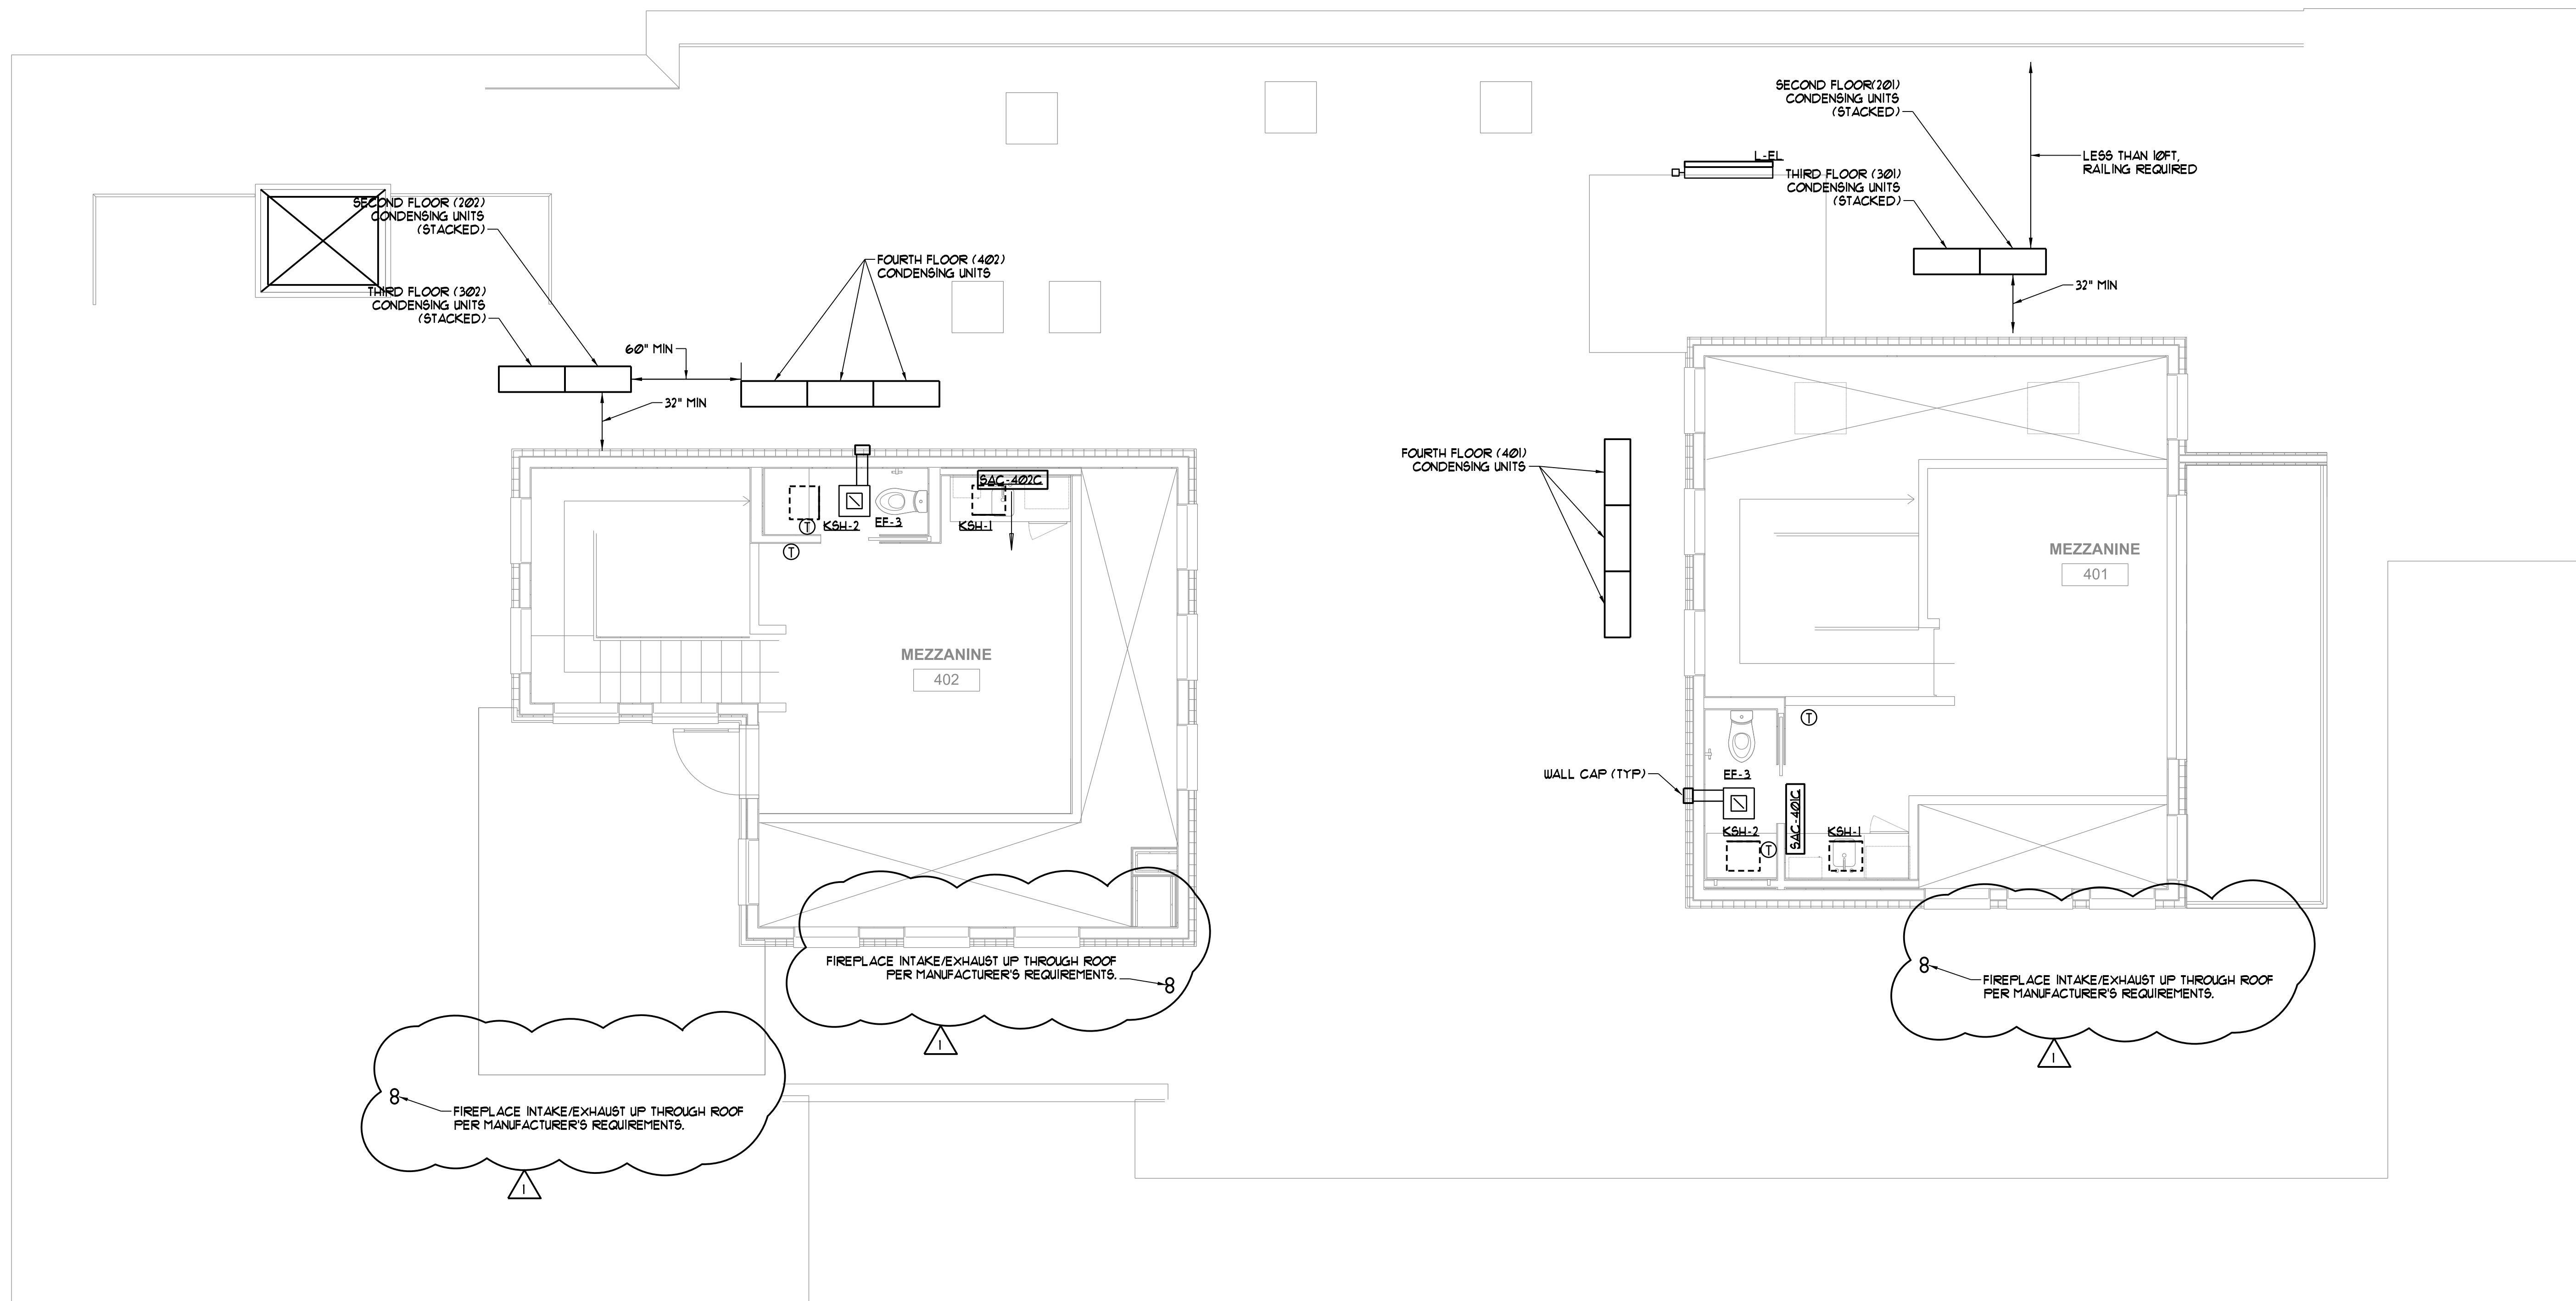 SECOND FLOOR(201)
CONDENSING UNITS
(STACKED)
LESS THAN 10FT,
RAILING REQUIRED
L-EL
THIRD FLOOR (301)
CONDENSING UNITS
(STACKED)
SECOND FLOOR (202)
CONDENSING UNITS
(STACKED)
FOURTH FLOOR (402)
CONDENSING UNITS
THIRD FLOOR (302)
CONDENSING UNITS
(STACKED)
32" MIN
60" MIN
32" MIN
FOURTH FLOOR (401)
CONDENSING UNITS
SAC-402C
KSH-2
EF-3
KSH-1
T
T
MEZZANINE
401
MEZZANINE
402
T
WALL CAP (TYP)
EF-3
SAC-401C
KSH-2
KSH-1
T
FIREPLACE INTAKE/EXHAUST UP THROUGH ROOF
PER MANUFACTURER'S REQUIREMENTS.
1
FIREPLACE INTAKE/EXHAUST UP THROUGH ROOF
PER MANUFACTURER'S REQUIREMENTS.
1
FIREPLACE INTAKE/EXHAUST UP THROUGH ROOF
PER MANUFACTURER'S REQUIREMENTS.
1